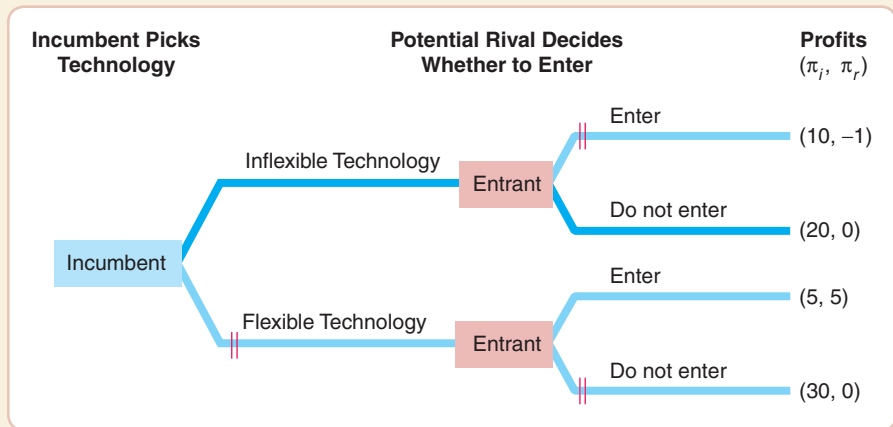 Incumbent Picks
Technology
Potential Rival Decides
Whether to Enter
Profits
(πi, πr)
Enter
(10, –1)
Inflexible Technology
Entrant
Do not enter
(20, 0)
Incumbent
Enter
(5, 5)
Flexible Technology
Entrant
Do not enter
(30, 0)